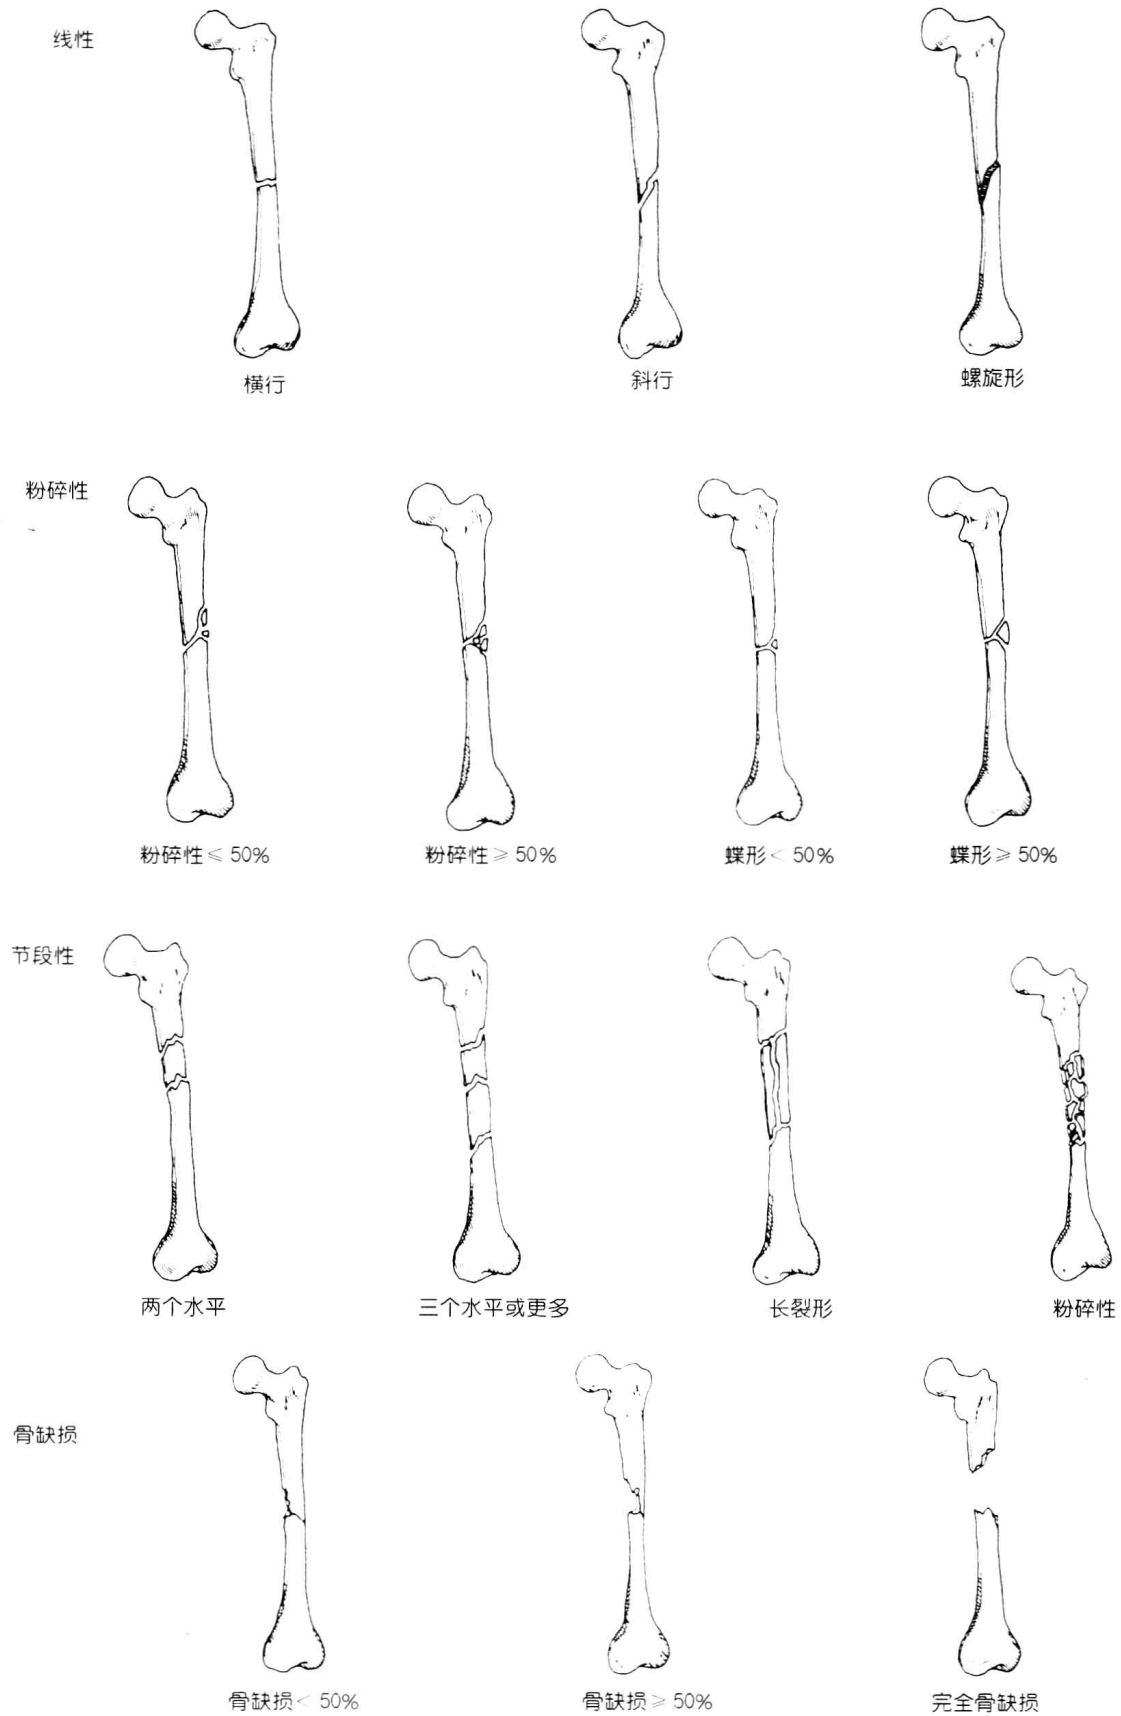 线性
横行
斜行
螺旋形
粉碎性
粉碎性≤50%
粉碎性≥50%
蝶形<50%
蝶形≥50%
节段性
两个水平
三个水平或更多
长裂形
粉碎性
骨缺损
骨缺损<50%
骨缺损≥50%
完全骨缺损